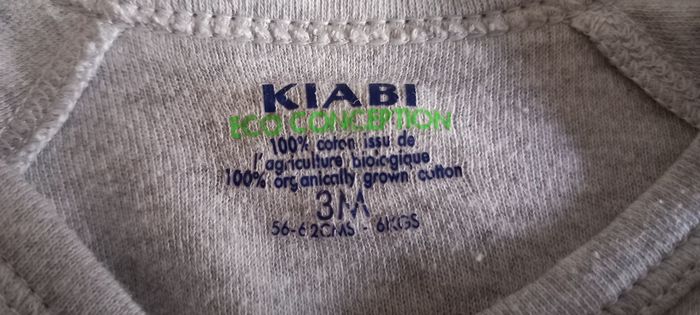 KIABI
ECO CONCEPTION
100% coton issu de
l'agriculture biologique
100% organically grown cotton
3M
56-62CMS - 6KGS